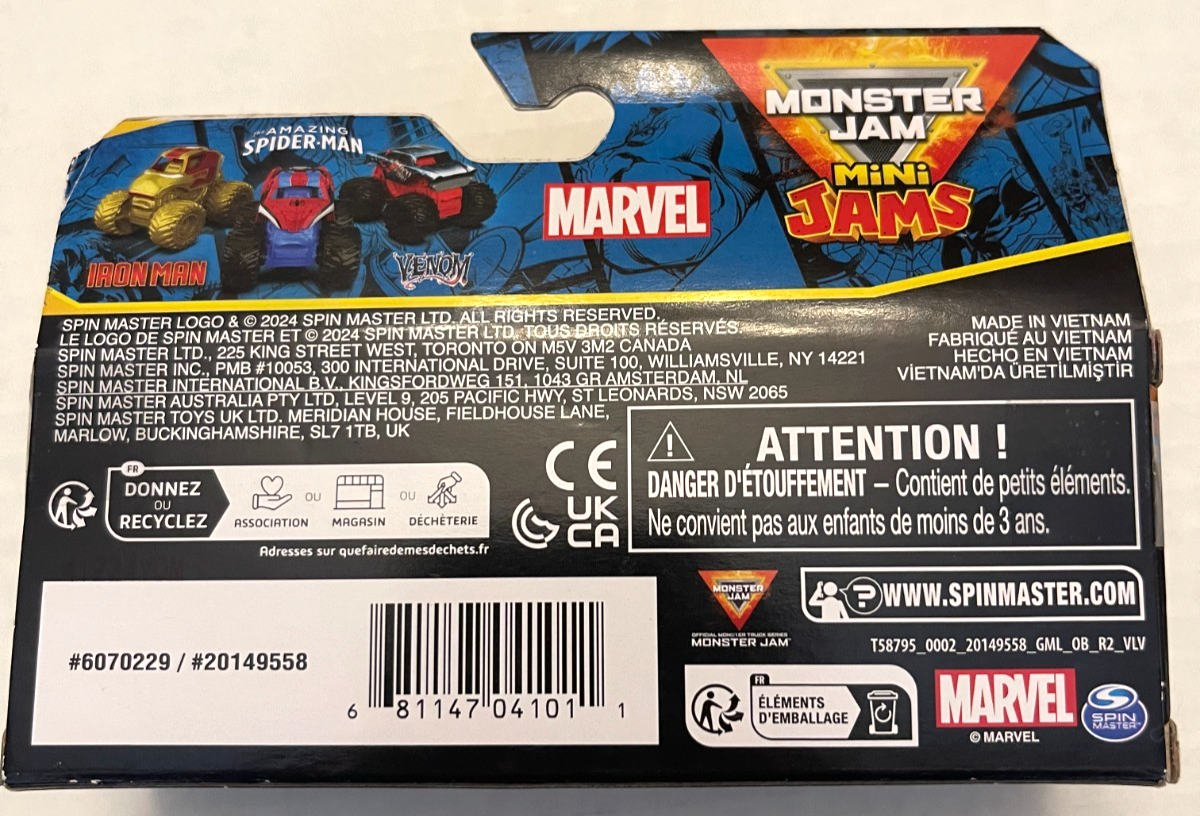 THE AMAZING
SPIDER-MAN
IRON MAN
VENOM
MARVEL
MONSTER
JAM
MiNi
JAMS
SPIN MASTER LOGO & © 2024 SPIN MASTER LTD. ALL RIGHTS RESERVED.
LE LOGO DE SPIN MASTER ET © 2024 SPIN MASTER LTD. TOUS DROITS RÉSERVÉS.
SPIN MASTER LTD., 225 KING STREET WEST, TORONTO ON M5V 3M2 CANADA
SPIN MASTER INC., PMB #10053, 300 INTERNATIONAL DRIVE, SUITE 100, WILLIAMSVILLE, NY 14221
SPIN MASTER INTERNATIONAL B.V., KINGSFORDWEG 151, 1043 GR AMSTERDAM, NL
SPIN MASTER AUSTRALIA PTY LTD, LEVEL 9, 205 PACIFIC HWY, ST LEONARDS, NSW 2065
SPIN MASTER TOYS UK LTD. MERIDIAN HOUSE, FIELDHOUSE LANE,
MARLOW, BUCKINGHAMSHIRE, SL7 1TB, UK
MADE IN VIETNAM
FABRIQUÉ AU VIETNAM
HECHO EN VIETNAM
VİETNAM'DA ÜRETİLMİŞTİR
FR
DONNEZ
OU
RECYCLEZ
ASSOCIATION OU MAGASIN OU DÉCHÈTERIE
Adresses sur quefairedemesdechets.fr
CE
UK
CA
ATTENTION !
DANGER D'ÉTOUFFEMENT – Contient de petits éléments.
Ne convient pas aux enfants de moins de 3 ans.
#6070229 / #20149558
6 81147 04101 1
MONSTER
JAM
OFFICIAL MONSTER TRUCK SERIES
MONSTER JAM™
WWW.SPINMASTER.COM
T58795_0002_20149558_GML_OB_R2_VLV
FR
ÉLÉMENTS
D'EMBALLAGE
MARVEL
© MARVEL
SPIN
MASTER™